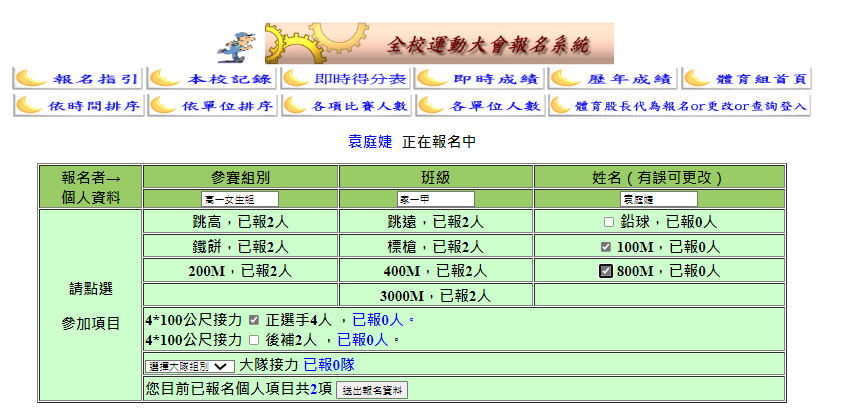 全校運動大會報名系統
報名指引 本校記錄 即時得分表 即時成績 歷年成績 體育組首頁
依時間排序 依單位排序 各項比賽人數 各單位人數 體育股長代為報名or更改or查詢登入
袁庭婕 正在報名中
報名者→
個人資料
參賽組別 班級 姓名（有誤可更改）
高一女生組 家一甲 袁庭婕
請點選
參加項目
跳高，已報2人 跳遠，已報2人 鉛球，已報0人
鐵餅，已報2人 標槍，已報2人 100M，已報0人
200M，已報2人 400M，已報2人 800M，已報0人
3000M，已報2人
4*100公尺接力 正選手4人 ，已報0人。
4*100公尺接力 後補2人 ，已報0人。
選擇大隊組別 大隊接力 已報0隊
您目前已報名個人項目共2項 送出報名資料